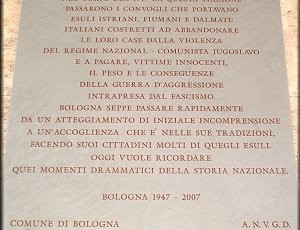 PASSARONO I CONVOGLI CHE PORTAVANO
ESULI ISTRIANI, FIUMANI E DALMATI:
ITALIANI COSTRETTI AD ABBANDONARE
LE LORO CASE DALLA VIOLENZA
DEL REGIME NAZIONAL - COMUNISTA JUGOSLAVO
E A PAGARE, VITTIME INNOCENTI,
IL PESO E LE CONSEGUENZE
DELLA GUERRA D'AGGRESSIONE
INTRAPRESA DAL FASCISMO.
BOLOGNA SEPPE PASSARE RAPIDAMENTE
DA UN ATTEGGIAMENTO DI INIZIALE INCOMPRENSIONE
A UN'ACCOGLIENZA CHE E' NELLE SUE TRADIZIONI,
FACENDO SUOI CITTADINI MOLTI DI QUEGLI ESULI.
OGGI VUOLE RICORDARE
QUEI MOMENTI DRAMMATICI DELLA STORIA NAZIONALE.
BOLOGNA 1947 - 2007
COMUNE DI BOLOGNA
A.N.V.G.D.